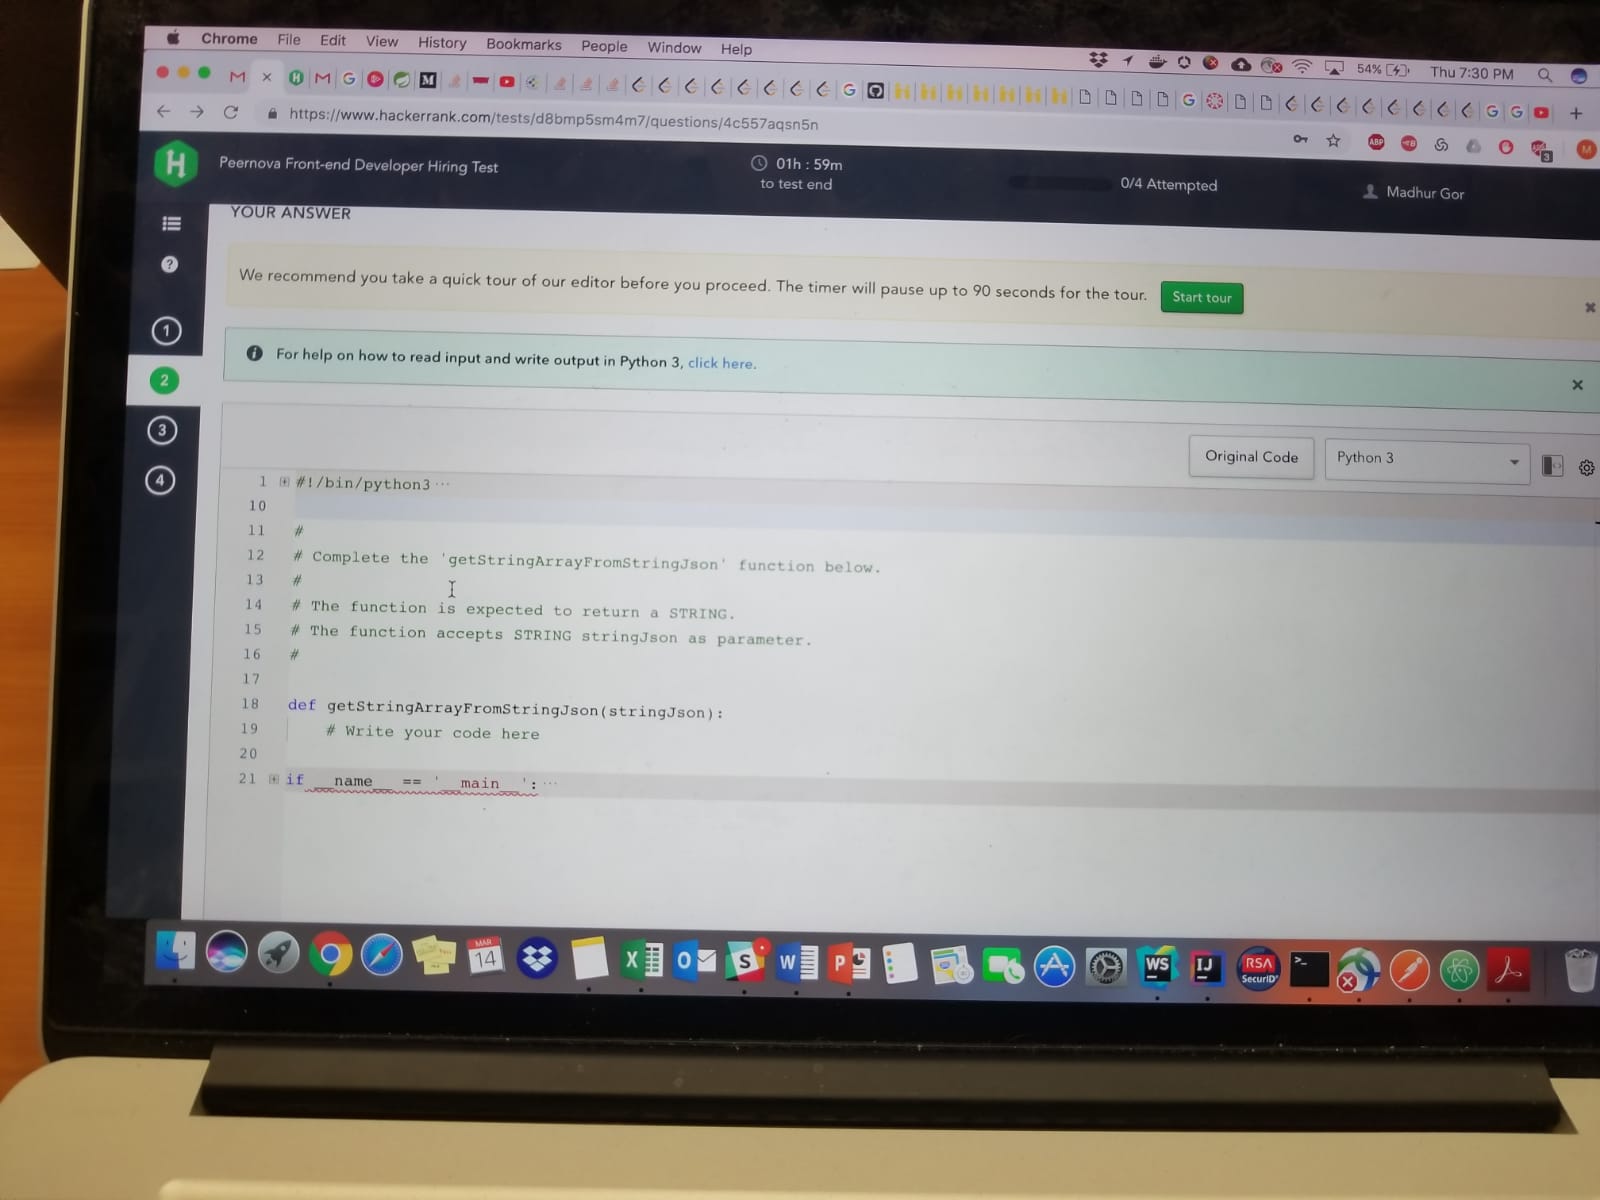 Chrome File Edit View History Bookmarks People Window Help 54% Thu 7:30 PM
https://www.hackerrank.com/tests/d8bmp5sm4m7/questions/4c557aqsn5n
ABP
3
M
H
Peernova Front-end Developer Hiring Test
01h : 59m
to test end
0/4 Attempted
Madhur Gor
YOUR ANSWER
We recommend you take a quick tour of our editor before you proceed. The timer will pause up to 90 seconds for the tour. Start tour
For help on how to read input and write output in Python 3, click here.
1
2
3
4
Original Code
Python 3
1 #!/bin/python3 ...
10
11 #
12 # Complete the 'getStringArrayFromStringJson' function below.
13 #
14 # The function is expected to return a STRING.
15 # The function accepts STRING stringJson as parameter.
16 #
17
18 def getStringArrayFromStringJson(stringJson):
19 # Write your code here
20
21 if __name__ == '__main__': ...
MAR
14
X
O
S
W
P
WS
IJ
RSA
SecurID
>_